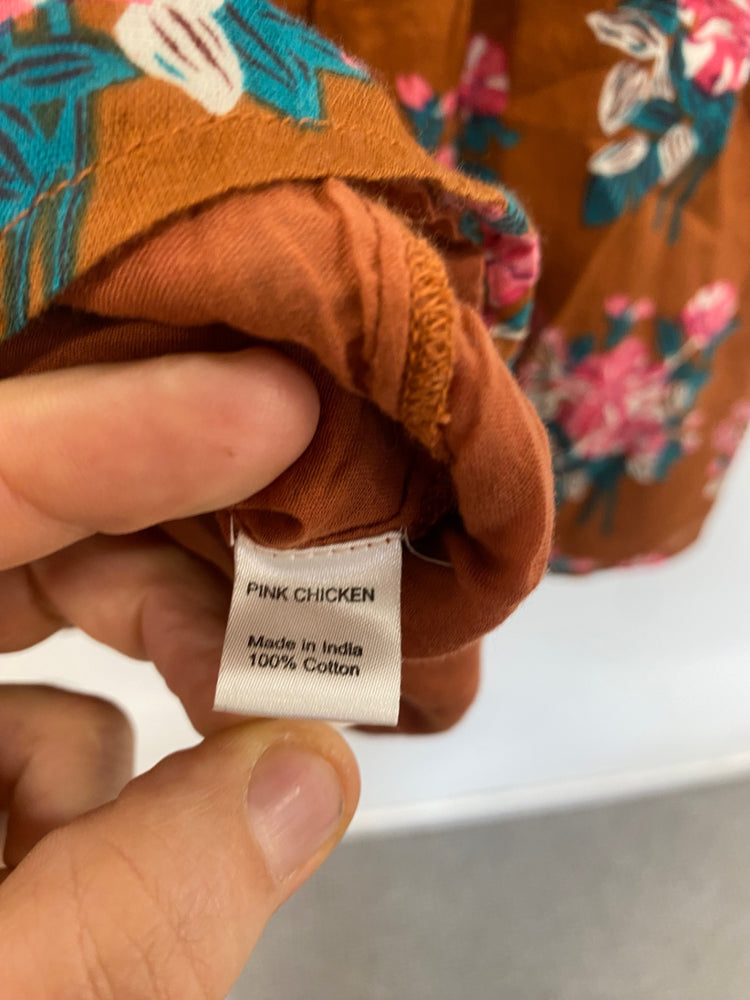 PINK CHICKEN
Made in India
100% Cotton